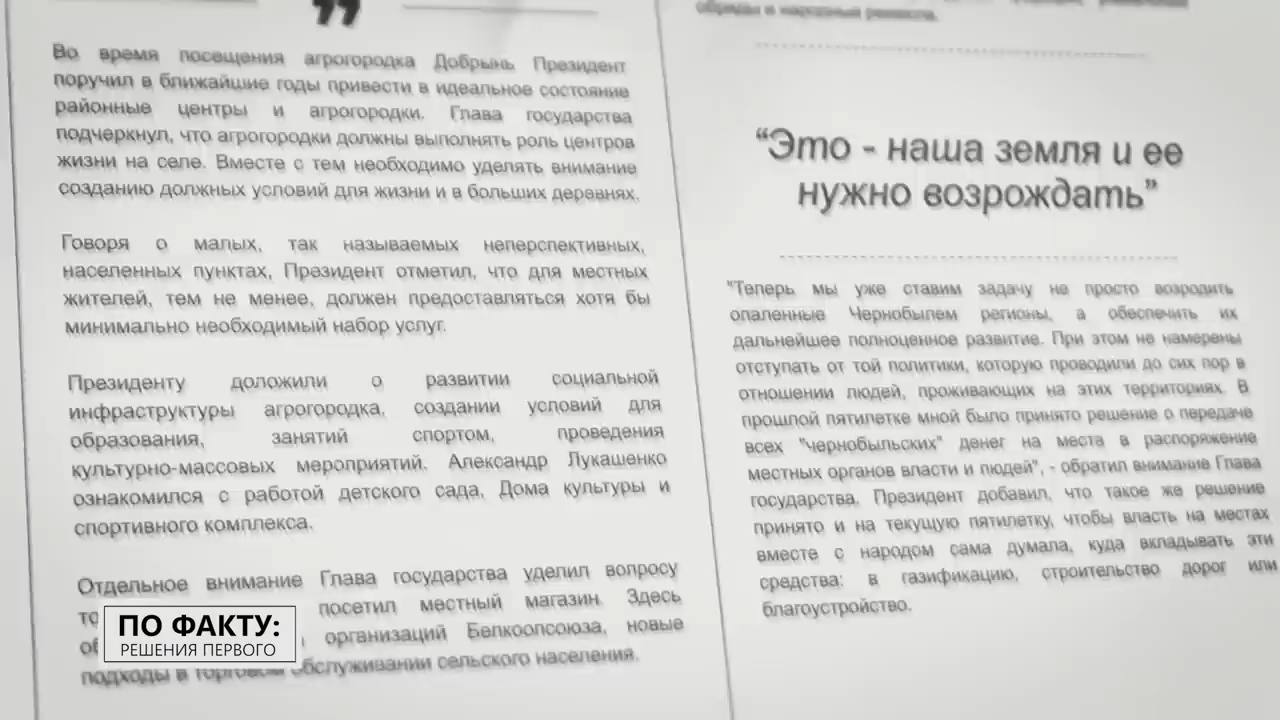 Во время посещения агрогородка Добрынь Президент
поручил в ближайшие годы привести в идеальное состояние
районные центры и агрогородки. Глава государства
подчеркнул, что агрогородки должны выполнять роль центров
жизни на селе. Вместе с тем необходимо уделять внимание
созданию должных условий для жизни и в больших деревнях.
Говоря о малых, так называемых неперспективных,
населенных пунктах, Президент отметил, что для местных
жителей, тем не менее, должен предоставляться хотя бы
минимально необходимый набор услуг.
Президенту доложили о развитии социальной
инфраструктуры агрогородка, создании условий для
образования, занятий спортом, проведения
культурно-массовых мероприятий. Александр Лукашенко
ознакомился с работой детского сада, Дома культуры и
спортивного комплекса.
Отдельное внимание Глава государства уделил вопросу
посетил местный магазин. Здесь
организаций Белкоопсоюза, новые
подходы в торговом обслуживании сельского населения.
обряды и народные ремесла.
“Это - наша земля и ее
нужно возрождать”
"Теперь мы уже ставим задачу не просто возродить
опаленные Чернобылем регионы, а обеспечить их
дальнейшее полноценное развитие. При этом не намерены
отступать от той политики, которую проводили до сих пор в
отношении людей, проживающих на этих территориях. В
прошлой пятилетке мной было принято решение о передаче
всех "чернобыльских" денег на места в распоряжение
местных органов власти и людей", - обратил внимание Глава
государства. Президент добавил, что такое же решение
принято и на текущую пятилетку, чтобы власть на местах
вместе с народом сама думала, куда вкладывать эти
средства: в газификацию, строительство дорог или
благоустройство.
ПО ФАКТУ:
РЕШЕНИЯ ПЕРВОГО